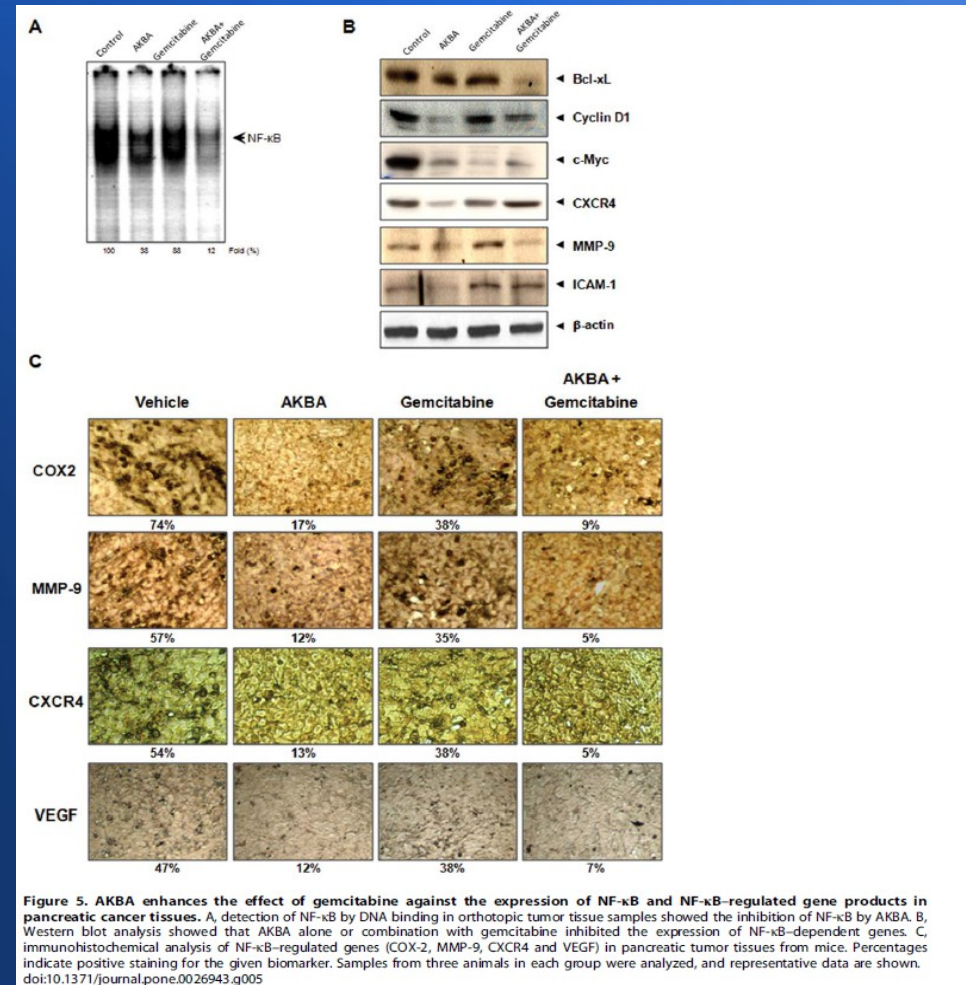 A
Control
AKBA
Gemcitabine
AKBA+
Gemcitabine
NF-κB
100 38 88 12 Fold (%)
B
Control
AKBA
Gemcitabine
AKBA+
Gemcitabine
Bcl-xL
Cyclin D1
c-Myc
CXCR4
MMP-9
ICAM-1
β-actin
C
Vehicle AKBA Gemcitabine AKBA +
Gemcitabine
COX2
74% 17% 38% 9%
MMP-9
57% 12% 35% 5%
CXCR4
54% 13% 38% 5%
VEGF
47% 12% 38% 7%
Figure 5. AKBA enhances the effect of gemcitabine against the expression of NF-κB and NF-κB–regulated gene products in
pancreatic cancer tissues. A, detection of NF-κB by DNA binding in orthotopic tumor tissue samples showed the inhibition of NF-κB by AKBA. B,
Western blot analysis showed that AKBA alone or combination with gemcitabine inhibited the expression of NF-κB–dependent genes. C,
immunohistochemical analysis of NF-κB–regulated genes (COX-2, MMP-9, CXCR4 and VEGF) in pancreatic tumor tissues from mice. Percentages
indicate positive staining for the given biomarker. Samples from three animals in each group were analyzed, and representative data are shown.
doi:10.1371/journal.pone.0026943.g005